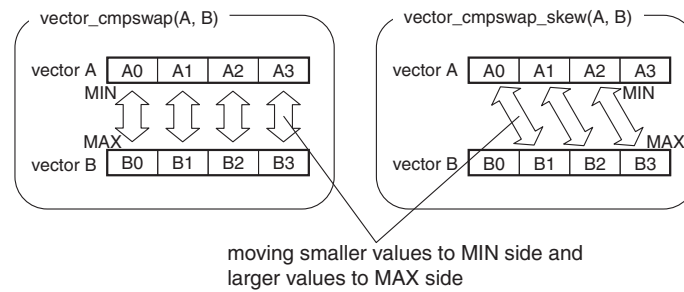 vector_cmpswap(A, B)
vector A A0 A1 A2 A3
MIN
MAX
vector B B0 B1 B2 B3
vector_cmpswap_skew(A, B)
vector A A0 A1 A2 A3
MIN
MAX
vector B B0 B1 B2 B3
moving smaller values to MIN side and
larger values to MAX side